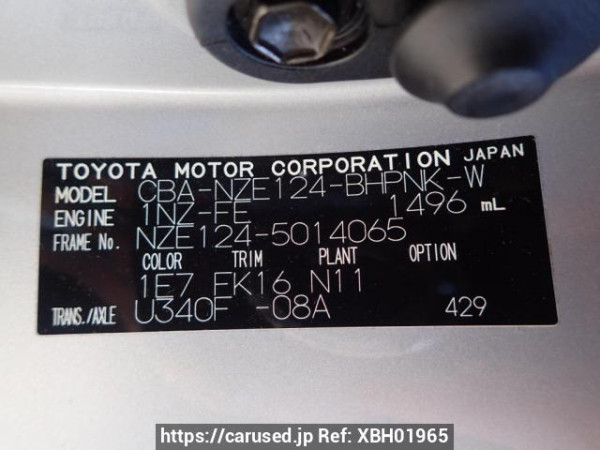 TOYOTA MOTOR CORPORATION JAPAN
MODEL CBA-NZE124-BHPNK-W
ENGINE 1NZ-FE 1496 mL
FRAME No. NZE124-5014065
COLOR TRIM PLANT OPTION
1E7 FK16 N11
TRANS./AXLE U340F -08A 429
https://carused.jp Ref: XBH01965